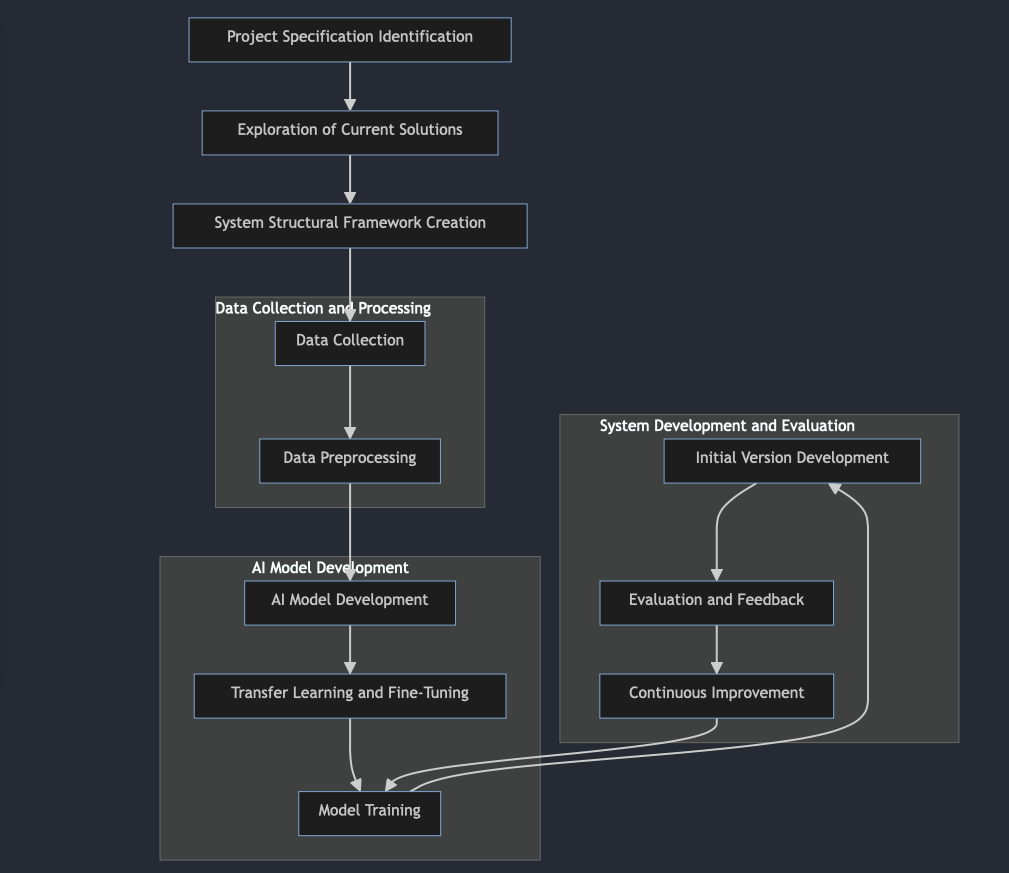 Project Specification Identification
Exploration of Current Solutions
System Structural Framework Creation
Data Collection and Processing
Data Collection
Data Preprocessing
AI Model Development
AI Model Development
Transfer Learning and Fine-Tuning
Model Training
System Development and Evaluation
Initial Version Development
Evaluation and Feedback
Continuous Improvement